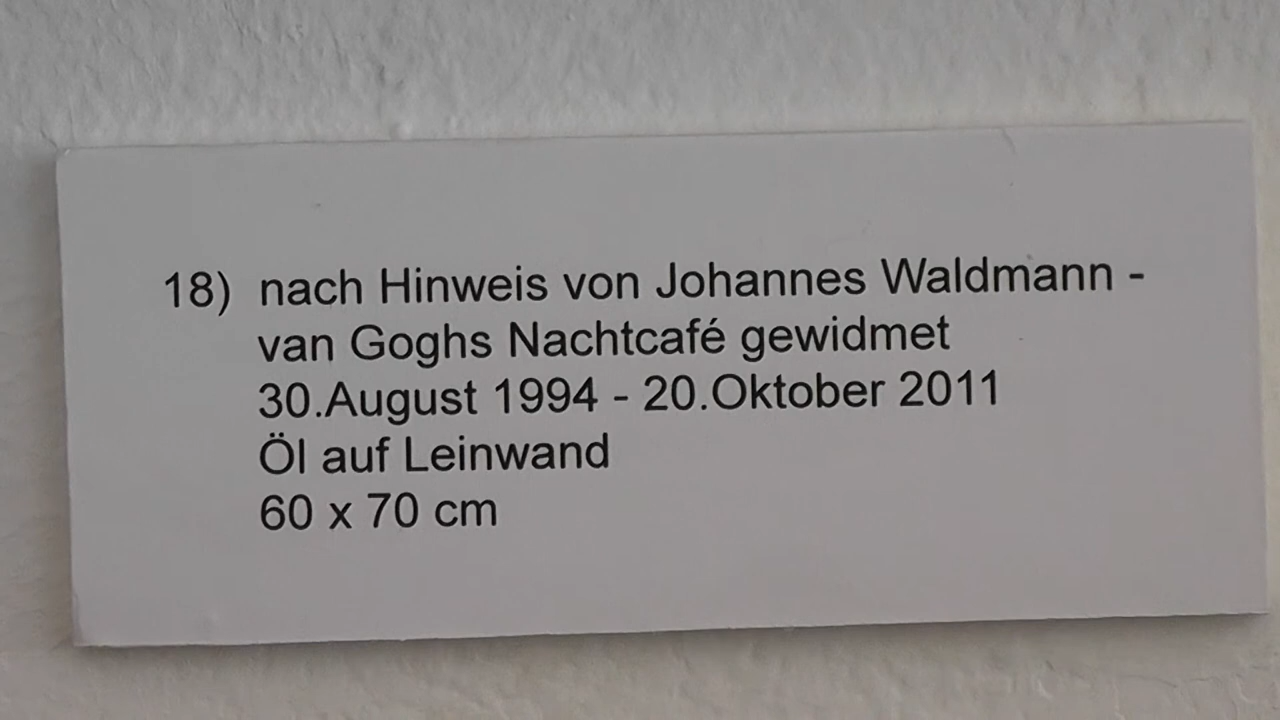 18) nach Hinweis von Johannes Waldmann -
van Goghs Nachtcafé gewidmet
30.August 1994 - 20.Oktober 2011
Öl auf Leinwand
60 x 70 cm